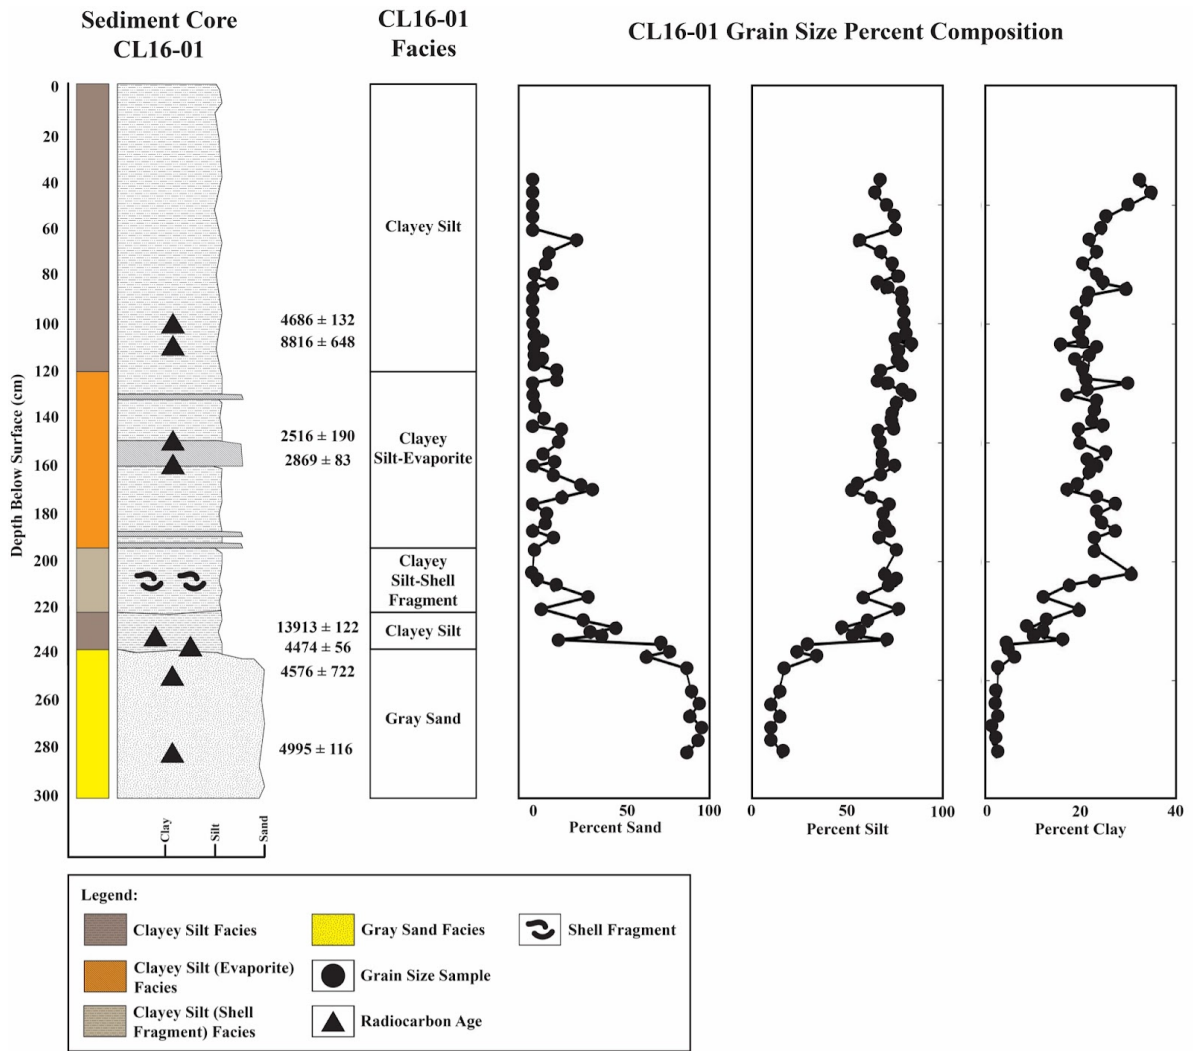 Sediment Core
CL16-01
CL16-01
Facies
CL16-01 Grain Size Percent Composition
Depth Below Surface (cm)
0
20
40
60
80
100
120
140
160
180
200
220
240
260
280
300
4686 ± 132
8816 ± 648
2516 ± 190
2869 ± 83
13913 ± 122
4474 ± 56
4576 ± 722
4995 ± 116
Clayey Silt
Clayey
Silt-Evaporite
Clayey
Silt-Shell
Fragment
Clayey Silt
Gray Sand
Clay
Silt
Sand
0 50 100
Percent Sand
0 50 100
Percent Silt
0 20 40
Percent Clay
Legend:
Clayey Silt Facies
Clayey Silt (Evaporite)
Facies
Clayey Silt (Shell
Fragment) Facies
Gray Sand Facies
Grain Size Sample
Radiocarbon Age
Shell Fragment